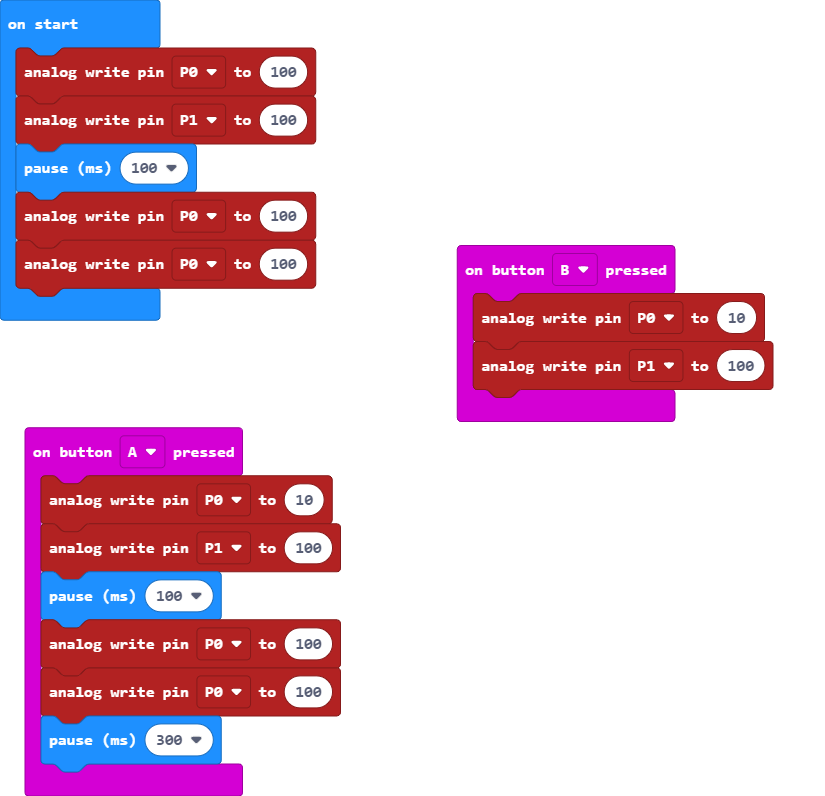 on start
analog write pin P0 to 100
analog write pin P1 to 100
pause (ms) 100
analog write pin P0 to 100
analog write pin P0 to 100
on button B pressed
analog write pin P0 to 10
analog write pin P1 to 100
on button A pressed
analog write pin P0 to 10
analog write pin P1 to 100
pause (ms) 100
analog write pin P0 to 100
analog write pin P0 to 100
pause (ms) 300